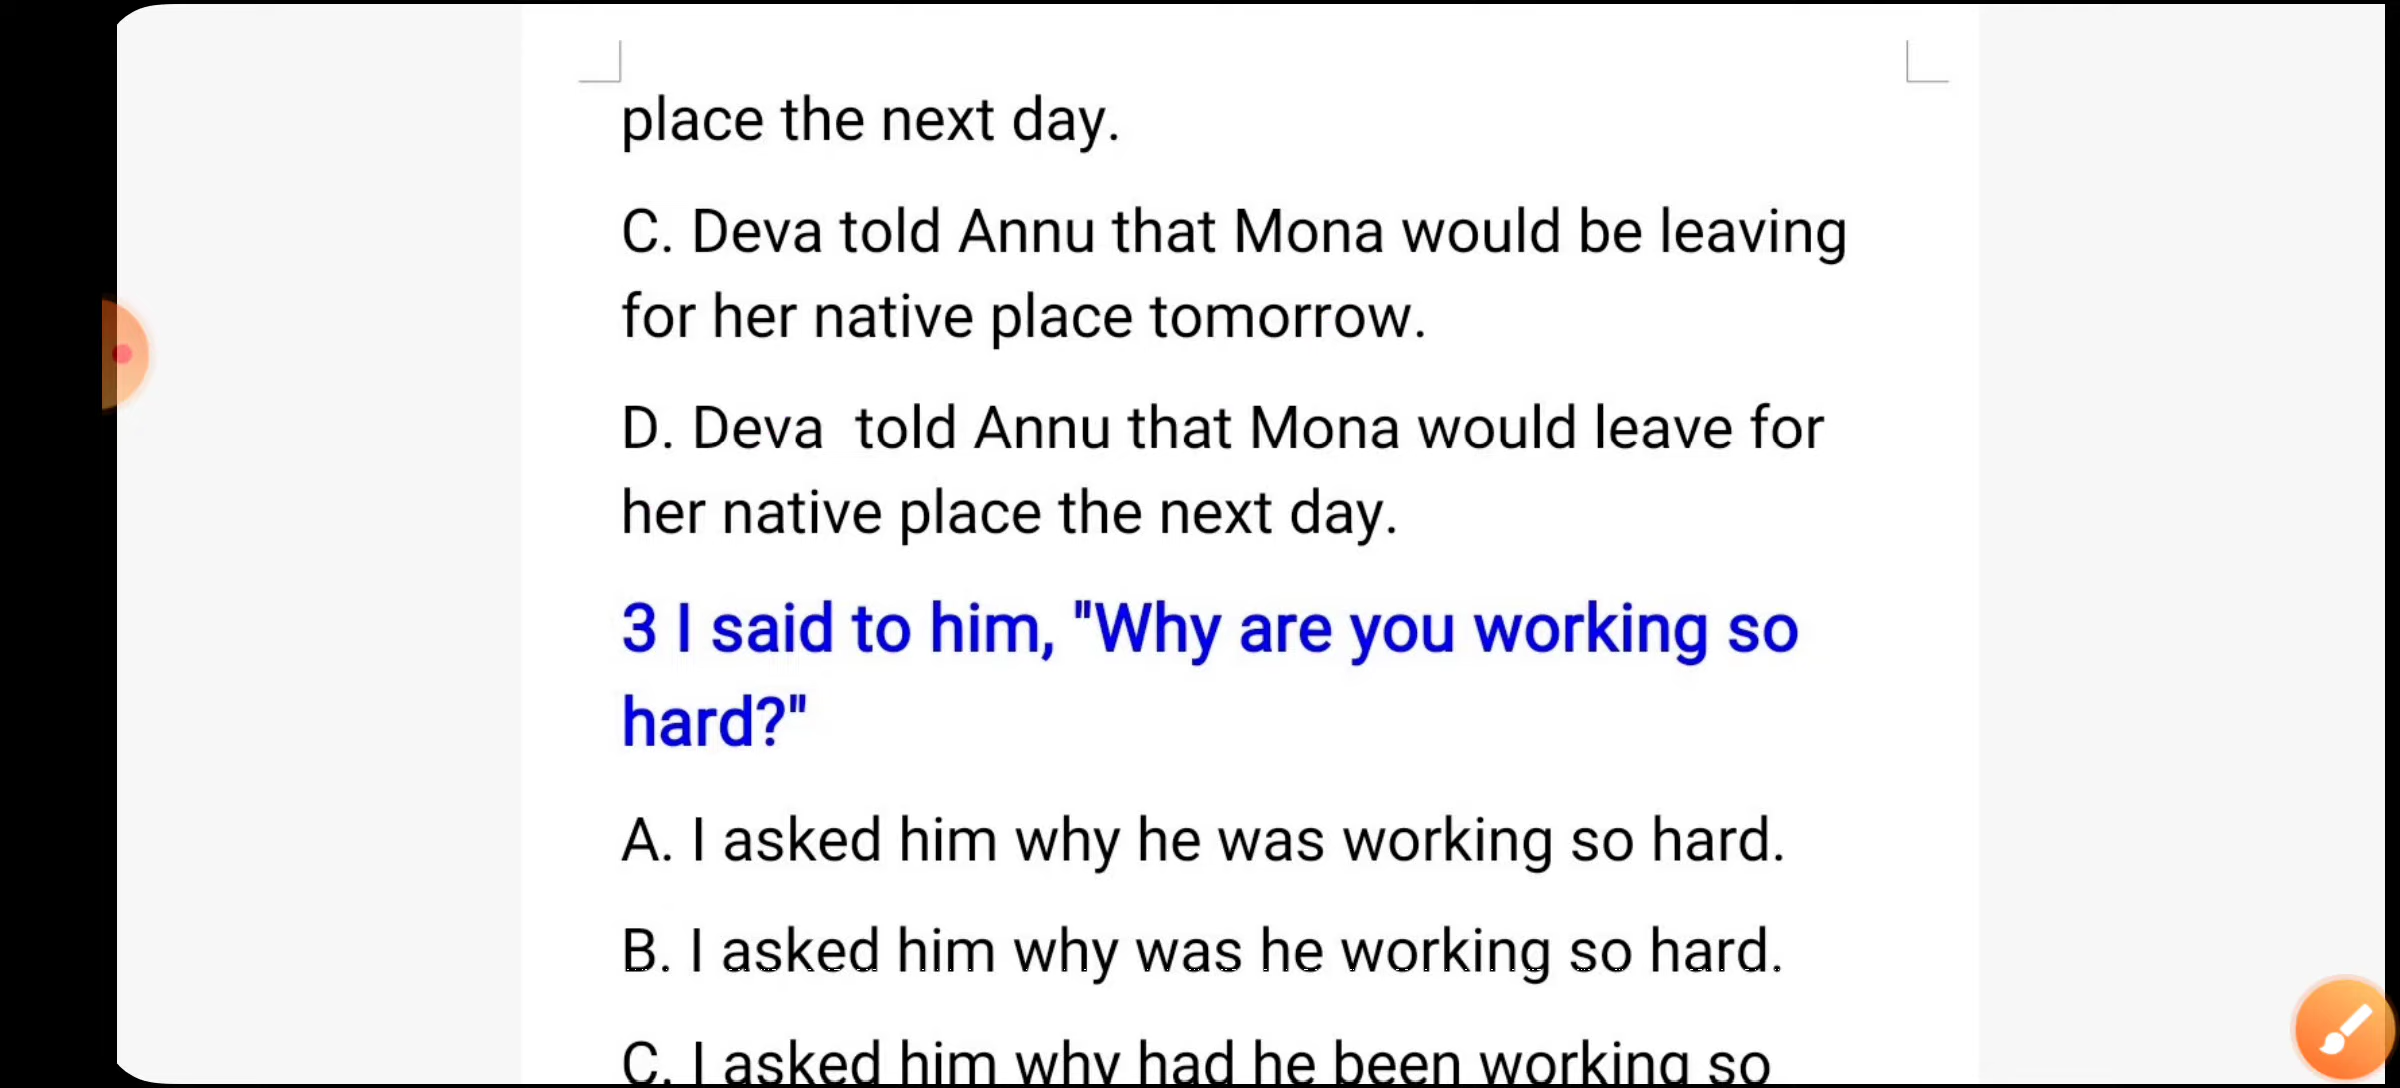 place the next day.
C. Deva told Annu that Mona would be leaving
for her native place tomorrow.
D. Deva  told Annu that Mona would leave for
her native place the next day.
3 I said to him, "Why are you working so
hard?"
A. I asked him why he was working so hard.
B. I asked him why was he working so hard.
C. I asked him why had he been working so